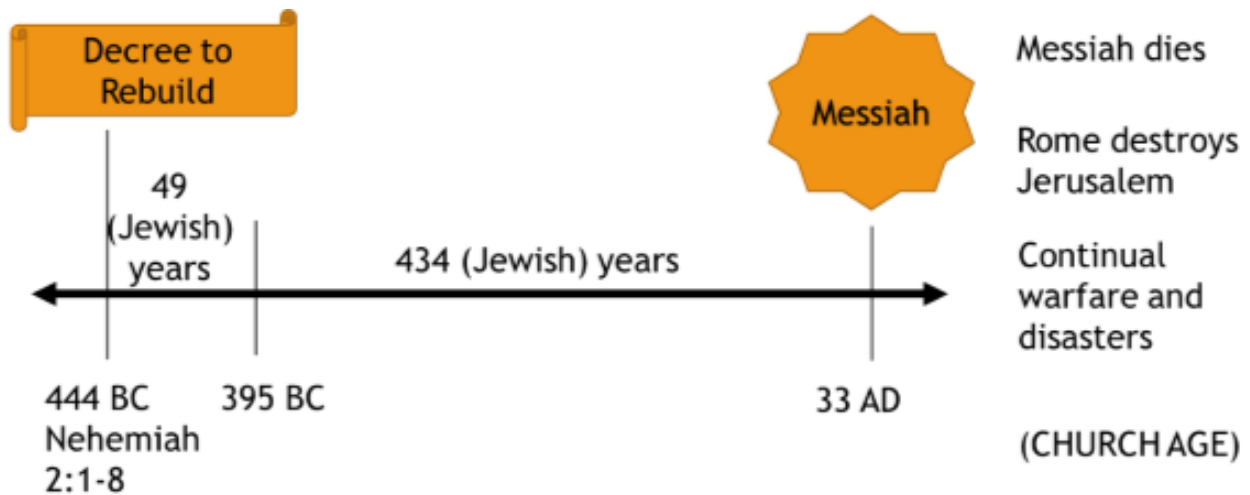 Decree to
Rebuild
49
(Jewish)
years
434 (Jewish) years
444 BC
Nehemiah
2:1-8
395 BC
Messiah
33 AD
Messiah dies
Rome destroys
Jerusalem
Continual
warfare and
disasters
(CHURCH AGE)